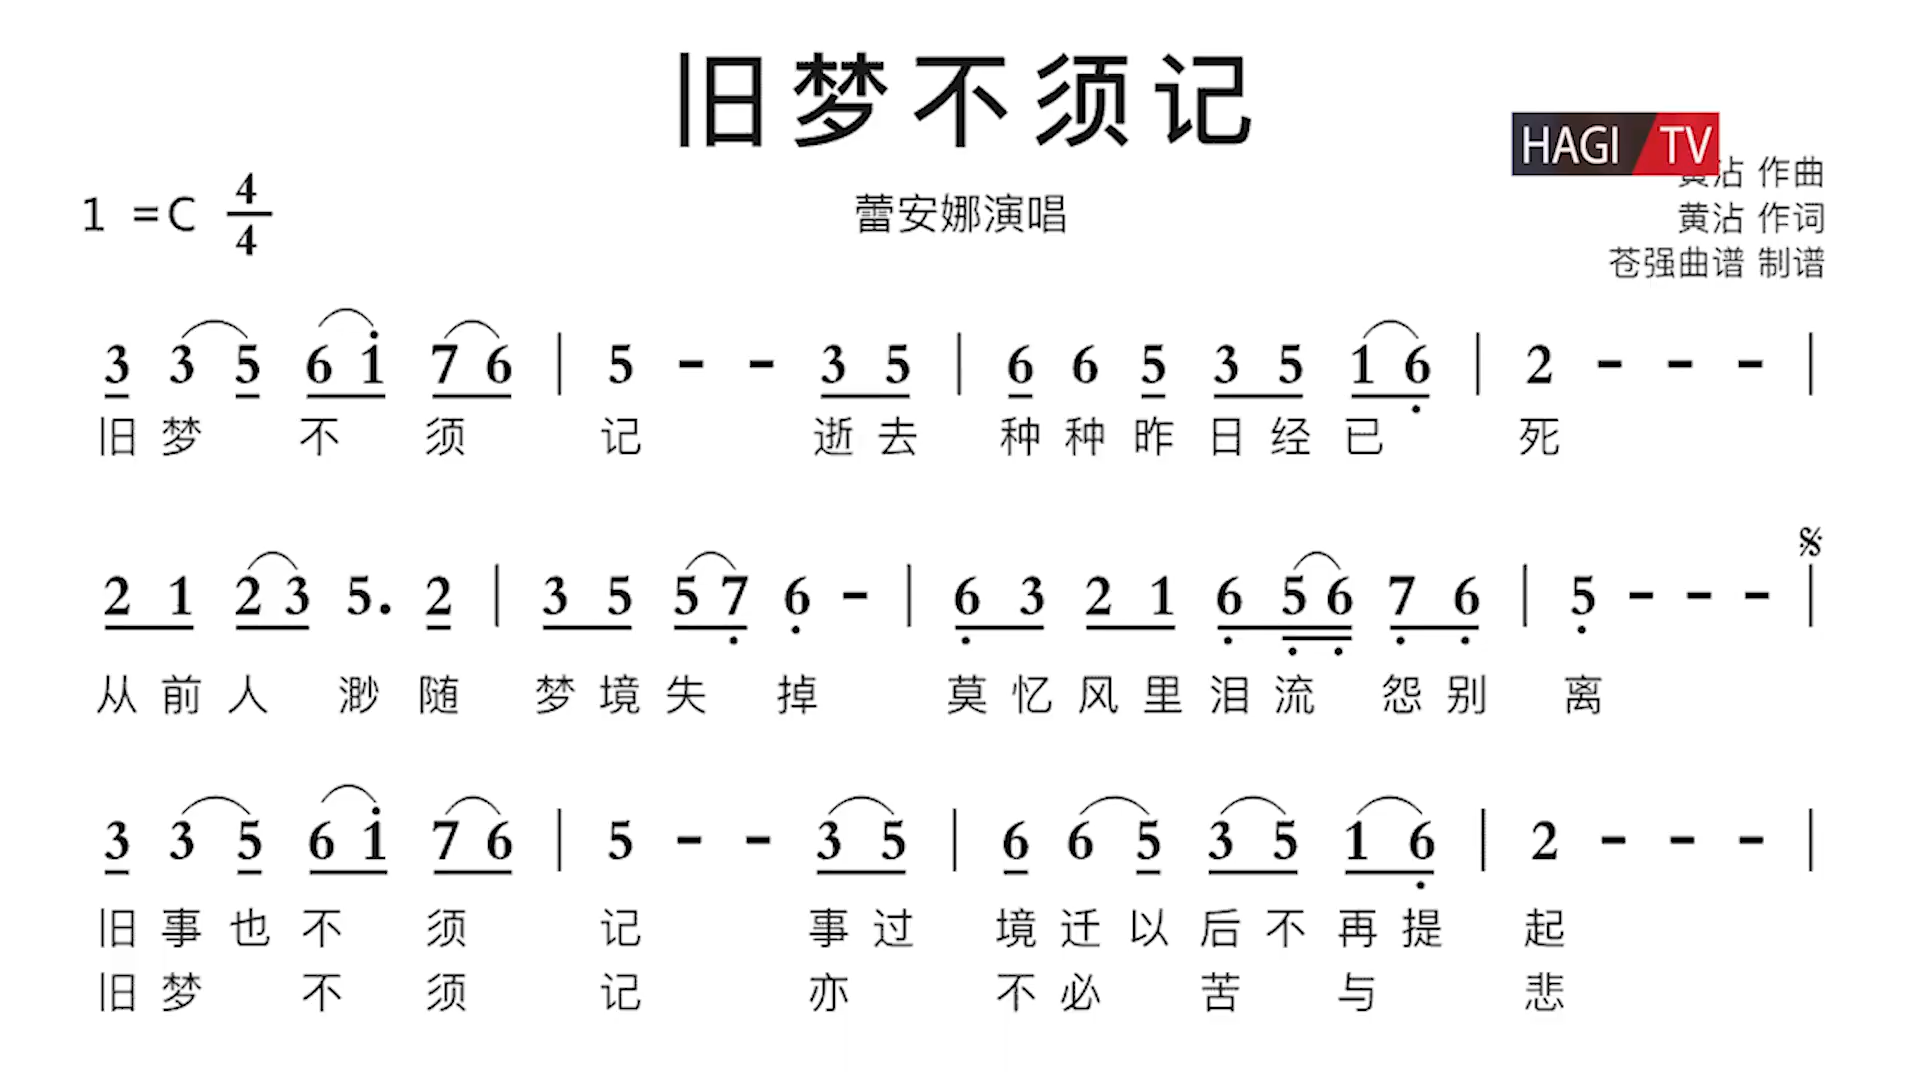 旧梦不须记
HAGI TV
黄沾 作曲
1 =C 4/4
蕾安娜演唱
黄沾 作词
苍强曲谱 制谱
3 3 5 6 i 7 6 | 5 - - 3 5 | 6 6 5 3 5 1 6 | 2 - - - |
旧 梦 不 须 记 逝 去 种 种 昨 日 经 已 死
2 1 2 3 5. 2 | 3 5 5 7 6 - | 6 3 2 1 6 5 6 7 6 | 5 - - - |
从 前 人 渺 随 梦 境 失 掉 莫 忆 风 里 泪 流 怨 别 离
3 3 5 6 i 7 6 | 5 - - 3 5 | 6 6 5 3 5 1 6 | 2 - - - |
旧 事 也 不 须 记 事 过 境 迁 以 后 不 再 提 起
旧 梦 不 须 记 亦 不 必 苦 与 悲